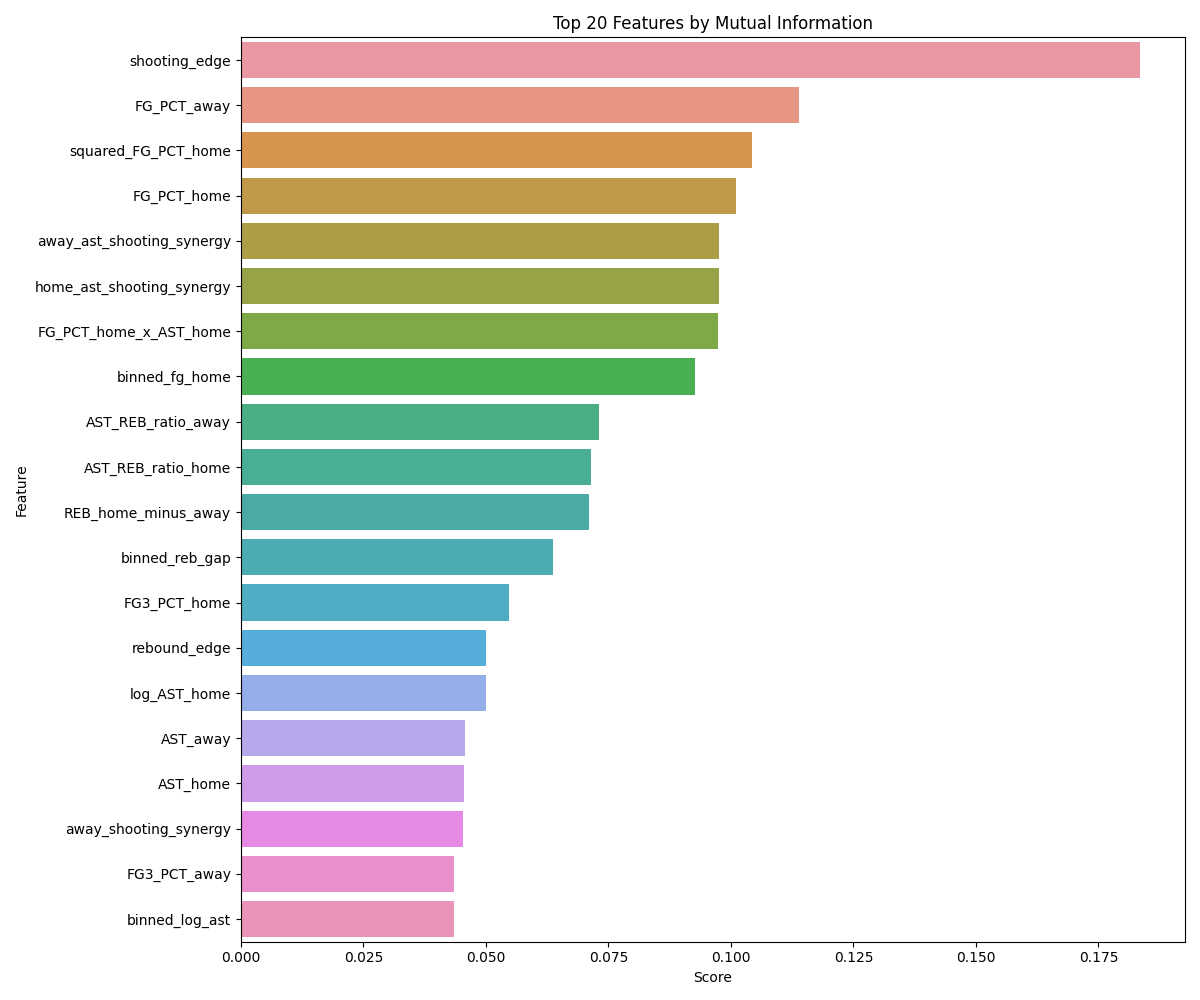 Top 20 Features by Mutual Information
shooting_edge
FG_PCT_away
squared_FG_PCT_home
FG_PCT_home
away_ast_shooting_synergy
home_ast_shooting_synergy
FG_PCT_home_x_AST_home
binned_fg_home
AST_REB_ratio_away
AST_REB_ratio_home
REB_home_minus_away
binned_reb_gap
FG3_PCT_home
rebound_edge
log_AST_home
AST_away
AST_home
away_shooting_synergy
FG3_PCT_away
binned_log_ast
Feature
0.000 0.025 0.050 0.075 0.100 0.125 0.150 0.175
Score